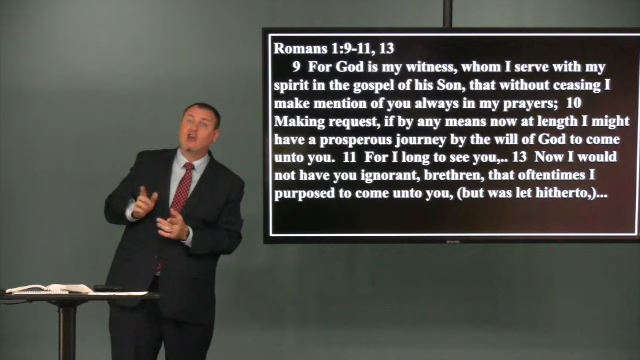 Romans 1:9-11, 13
9 For God is my witness, whom I serve with my
spirit in the gospel of his Son, that without ceasing I
make mention of you always in my prayers; 10
Making request, if by any means now at length I might
have a prosperous journey by the will of God to come
unto you. 11 For I long to see you,.. 13 Now I would
not have you ignorant, brethren, that oftentimes I
purposed to come unto you, (but was let hitherto,)...